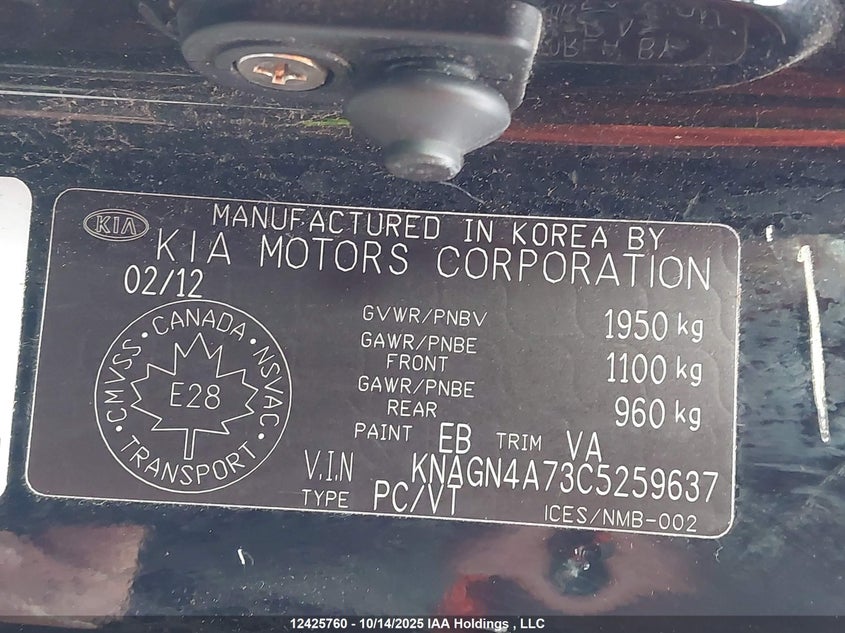 KIA
MANUFACTURED IN KOREA BY
KIA MOTORS CORPORATION
02/12
CMVSS · CANADA · NSVAC · TRANSPORT
E28
GVWR/PNBV 1950 kg
GAWR/PNBE FRONT 1100 kg
GAWR/PNBE REAR 960 kg
PAINT EB TRIM VA
V.I.N KNAGN4A73C5259637
TYPE PC/VT
ICES/NMB-002
12425760 - 10/14/2025 IAA Holdings , LLC